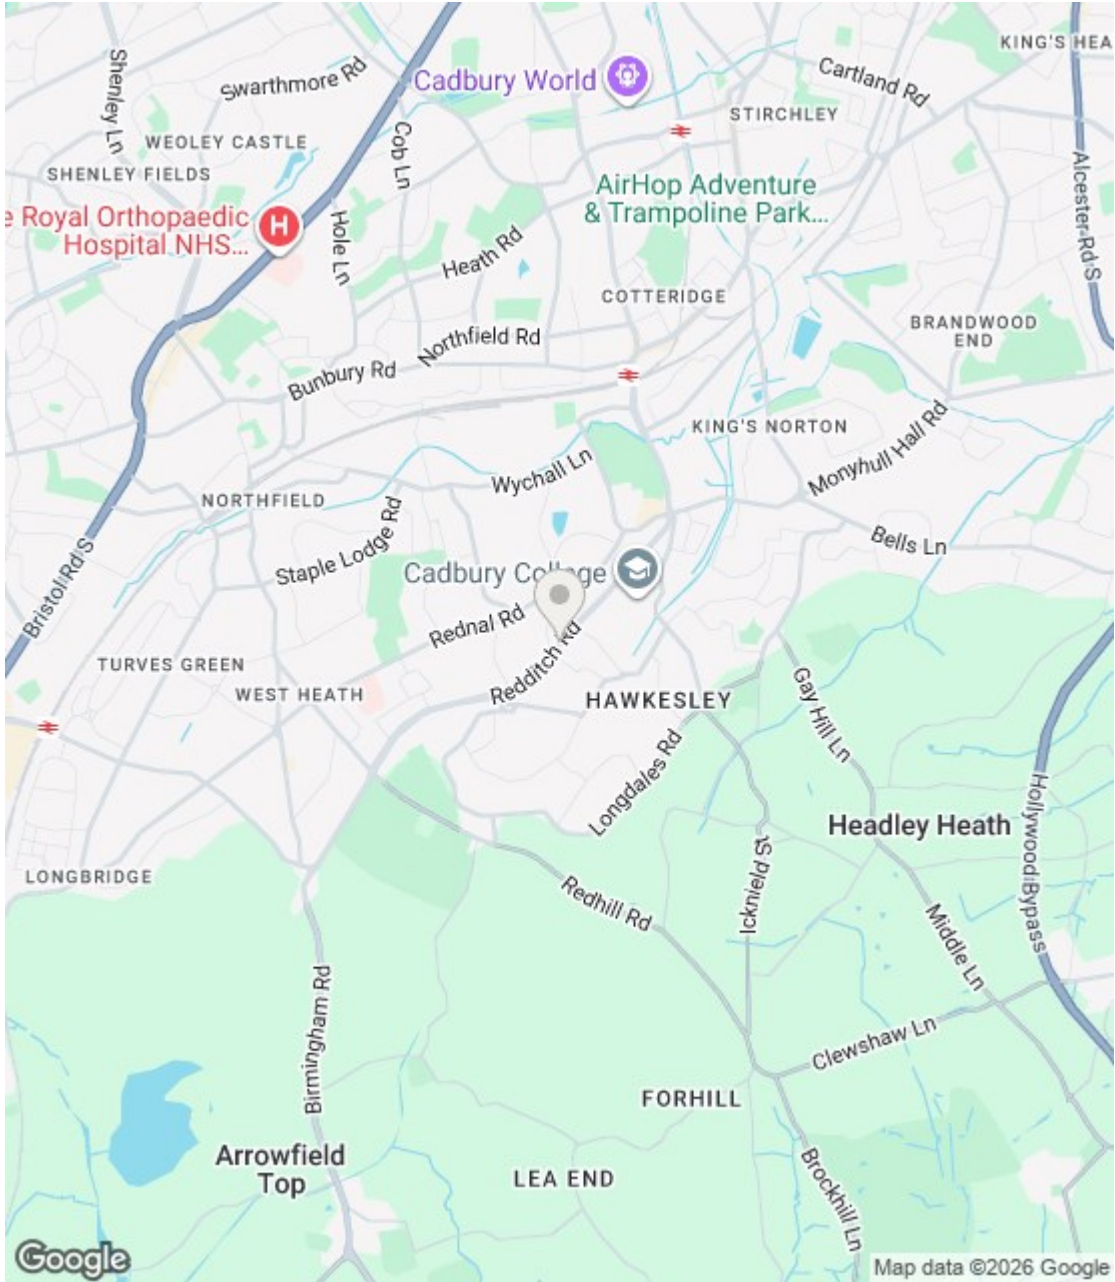 KING'S HEA
Shenley Ln
Swarthmore Rd
Cadbury World
Cartland Rd
STIRCHLEY
WEOLEY CASTLE
Cob Ln
SHENLEY FIELDS
Alcester Rd S
AirHop Adventure
& Trampoline Park...
e Royal Orthopaedic
Hospital NHS...
H
Hole Ln
Heath Rd
COTTERIDGE
BRANDWOOD
END
Northfield Rd
Bunbury Rd
KING'S NORTON
Monyhull Hall Rd
Wychall Ln
NORTHFIELD
Staple Lodge Rd
Bells Ln
Bristol Rd S
Cadbury College
Rednal Rd
Redditch Rd
TURVES GREEN
WEST HEATH
HAWKESLEY
Gay Hill Ln
Longdales Rd
Hollywood Bypass
Headley Heath
LONGBRIDGE
Icknield St
Redhill Rd
Middle Ln
Birmingham Rd
Clewshaw Ln
FORHILL
Arrowfield
Top
LEA END
Brockhill Ln
Google
Map data ©2026 Google